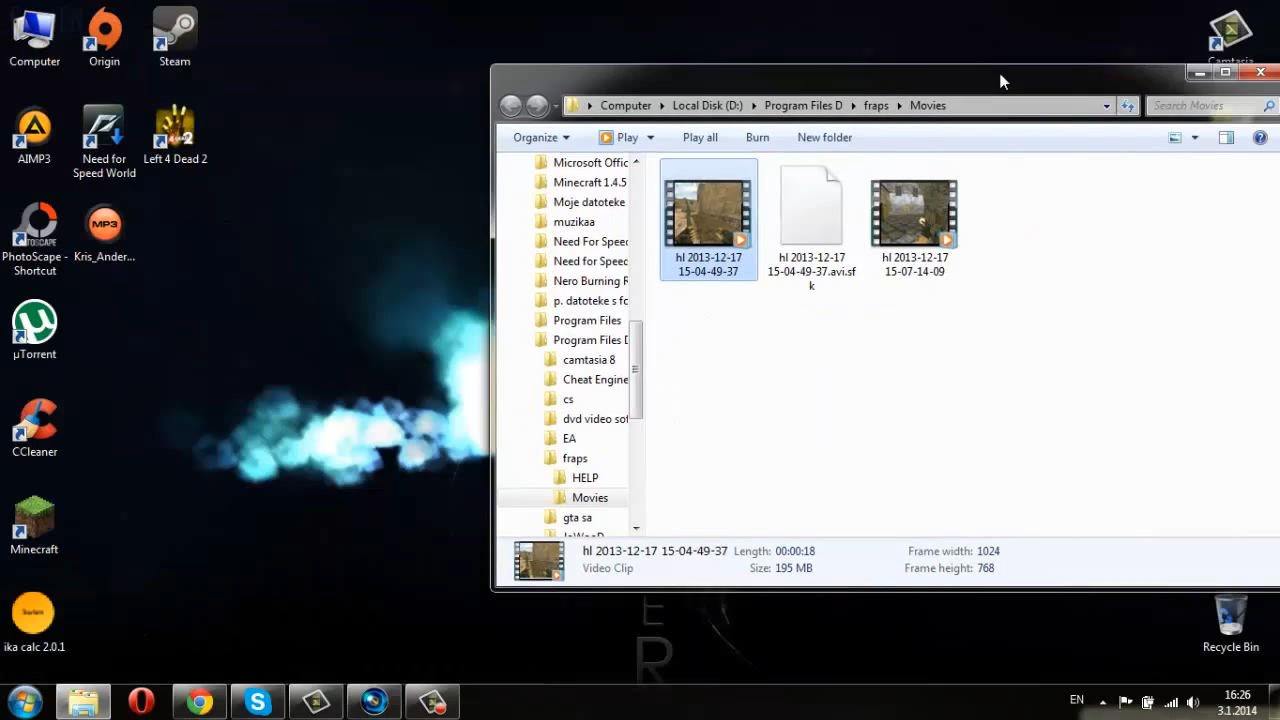 Computer
Origin
Steam
Camtasia
AIMP3
Need for
Speed World
Left 4 Dead 2
PhotoScape -
Shortcut
MP3
Kris_Ander...
µTorrent
CCleaner
Minecraft
ika calc 2.0.1
Computer
Local Disk (D:)
Program Files D
fraps
Movies
Search Movies
Organize
Play
Play all
Burn
New folder
Microsoft Offic
Minecraft 1.4.5
Moje datoteke
muzikaa
Need For Speed
Need for Speed
Nero Burning R
p. datoteke s fo
Program Files
Program Files D
camtasia 8
Cheat Engine
cs
dvd video sof
EA
fraps
HELP
Movies
gta sa
JoWooD
hl 2013-12-17
15-04-49-37
hl 2013-12-17
15-04-49-37.avi.sf
k
hl 2013-12-17
15-07-14-09
hl 2013-12-17 15-04-49-37
Length: 00:00:18
Frame width: 1024
Video Clip
Size: 195 MB
Frame height: 768
E
R
Recycle Bin
EN
16:26
3.1.2014